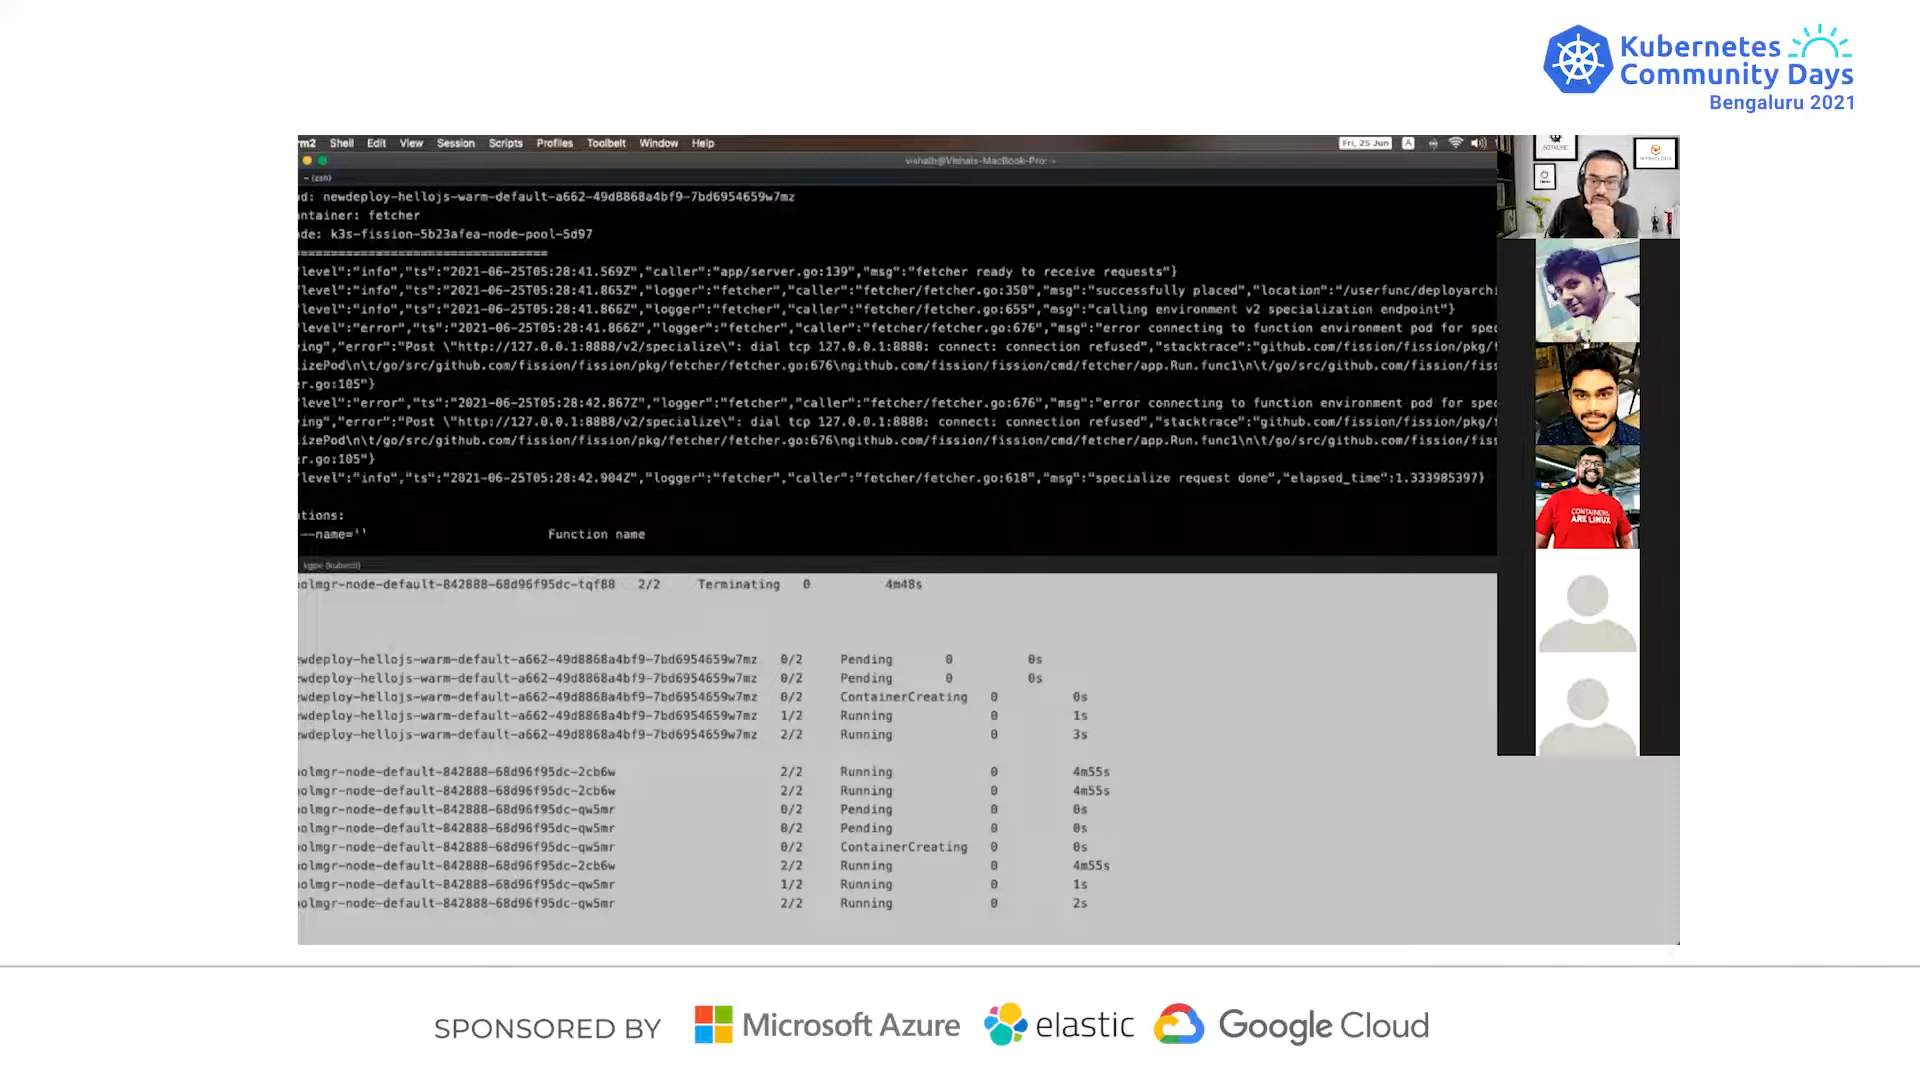 Kubernetes
Community Days
Bengaluru 2021
m2 Shell Edit View Session Scripts Profiles Toolbelt Window Help Fri, 25 Jun A
vishalb@Vishals-MacBook-Pro: ~
~ (zsh)
d: newdeploy-hellojs-warm-default-a662-49d8868a4bf9-7bd6954659w7mz
ntainer: fetcher
de: k3s-fission-5b23afea-node-pool-5d97
==================================
level":"info","ts":"2021-06-25T05:28:41.569Z","caller":"app/server.go:139","msg":"fetcher ready to receive requests"}
level":"info","ts":"2021-06-25T05:28:41.865Z","logger":"fetcher","caller":"fetcher/fetcher.go:350","msg":"successfully placed","location":"/userfunc/deployarchi
level":"info","ts":"2021-06-25T05:28:41.866Z","logger":"fetcher","caller":"fetcher/fetcher.go:655","msg":"calling environment v2 specialization endpoint"}
level":"error","ts":"2021-06-25T05:28:41.866Z","logger":"fetcher","caller":"fetcher/fetcher.go:676","msg":"error connecting to function environment pod for spec
ing","error":"Post \"http://127.0.0.1:8888/v2/specialize\": dial tcp 127.0.0.1:8888: connect: connection refused","stacktrace":"github.com/fission/fission/pkg/f
lizePod\n\t/go/src/github.com/fission/fission/pkg/fetcher/fetcher.go:676\ngithub.com/fission/fission/cmd/fetcher/app.Run.func1\n\t/go/src/github.com/fission/fiss
r.go:105"}
level":"error","ts":"2021-06-25T05:28:42.867Z","logger":"fetcher","caller":"fetcher/fetcher.go:676","msg":"error connecting to function environment pod for spec
ing","error":"Post \"http://127.0.0.1:8888/v2/specialize\": dial tcp 127.0.0.1:8888: connect: connection refused","stacktrace":"github.com/fission/fission/pkg/f
lizePod\n\t/go/src/github.com/fission/fission/pkg/fetcher/fetcher.go:676\ngithub.com/fission/fission/cmd/fetcher/app.Run.func1\n\t/go/src/github.com/fission/fiss
r.go:105"}
level":"info","ts":"2021-06-25T05:28:42.904Z","logger":"fetcher","caller":"fetcher/fetcher.go:618","msg":"specialize request done","elapsed_time":1.333985397}
tions:
--name='' Function name
kgpw (kubectl)
olmgr-node-default-842888-68d96f95dc-tqf88 2/2 Terminating 0 4m48s
wdeploy-hellojs-warm-default-a662-49d8868a4bf9-7bd6954659w7mz 0/2 Pending 0 0s
wdeploy-hellojs-warm-default-a662-49d8868a4bf9-7bd6954659w7mz 0/2 Pending 0 0s
wdeploy-hellojs-warm-default-a662-49d8868a4bf9-7bd6954659w7mz 0/2 ContainerCreating 0 0s
wdeploy-hellojs-warm-default-a662-49d8868a4bf9-7bd6954659w7mz 1/2 Running 0 1s
wdeploy-hellojs-warm-default-a662-49d8868a4bf9-7bd6954659w7mz 2/2 Running 0 3s
olmgr-node-default-842888-68d96f95dc-2cb6w 2/2 Running 0 4m55s
olmgr-node-default-842888-68d96f95dc-2cb6w 2/2 Running 0 4m55s
olmgr-node-default-842888-68d96f95dc-qw5mr 0/2 Pending 0 0s
olmgr-node-default-842888-68d96f95dc-qw5mr 0/2 Pending 0 0s
olmgr-node-default-842888-68d96f95dc-qw5mr 0/2 ContainerCreating 0 0s
olmgr-node-default-842888-68d96f95dc-2cb6w 2/2 Running 0 4m55s
olmgr-node-default-842888-68d96f95dc-qw5mr 1/2 Running 0 1s
olmgr-node-default-842888-68d96f95dc-qw5mr 2/2 Running 0 2s
CONTAINERS
ARE LINUX
SPONSORED BY Microsoft Azure elastic Google Cloud